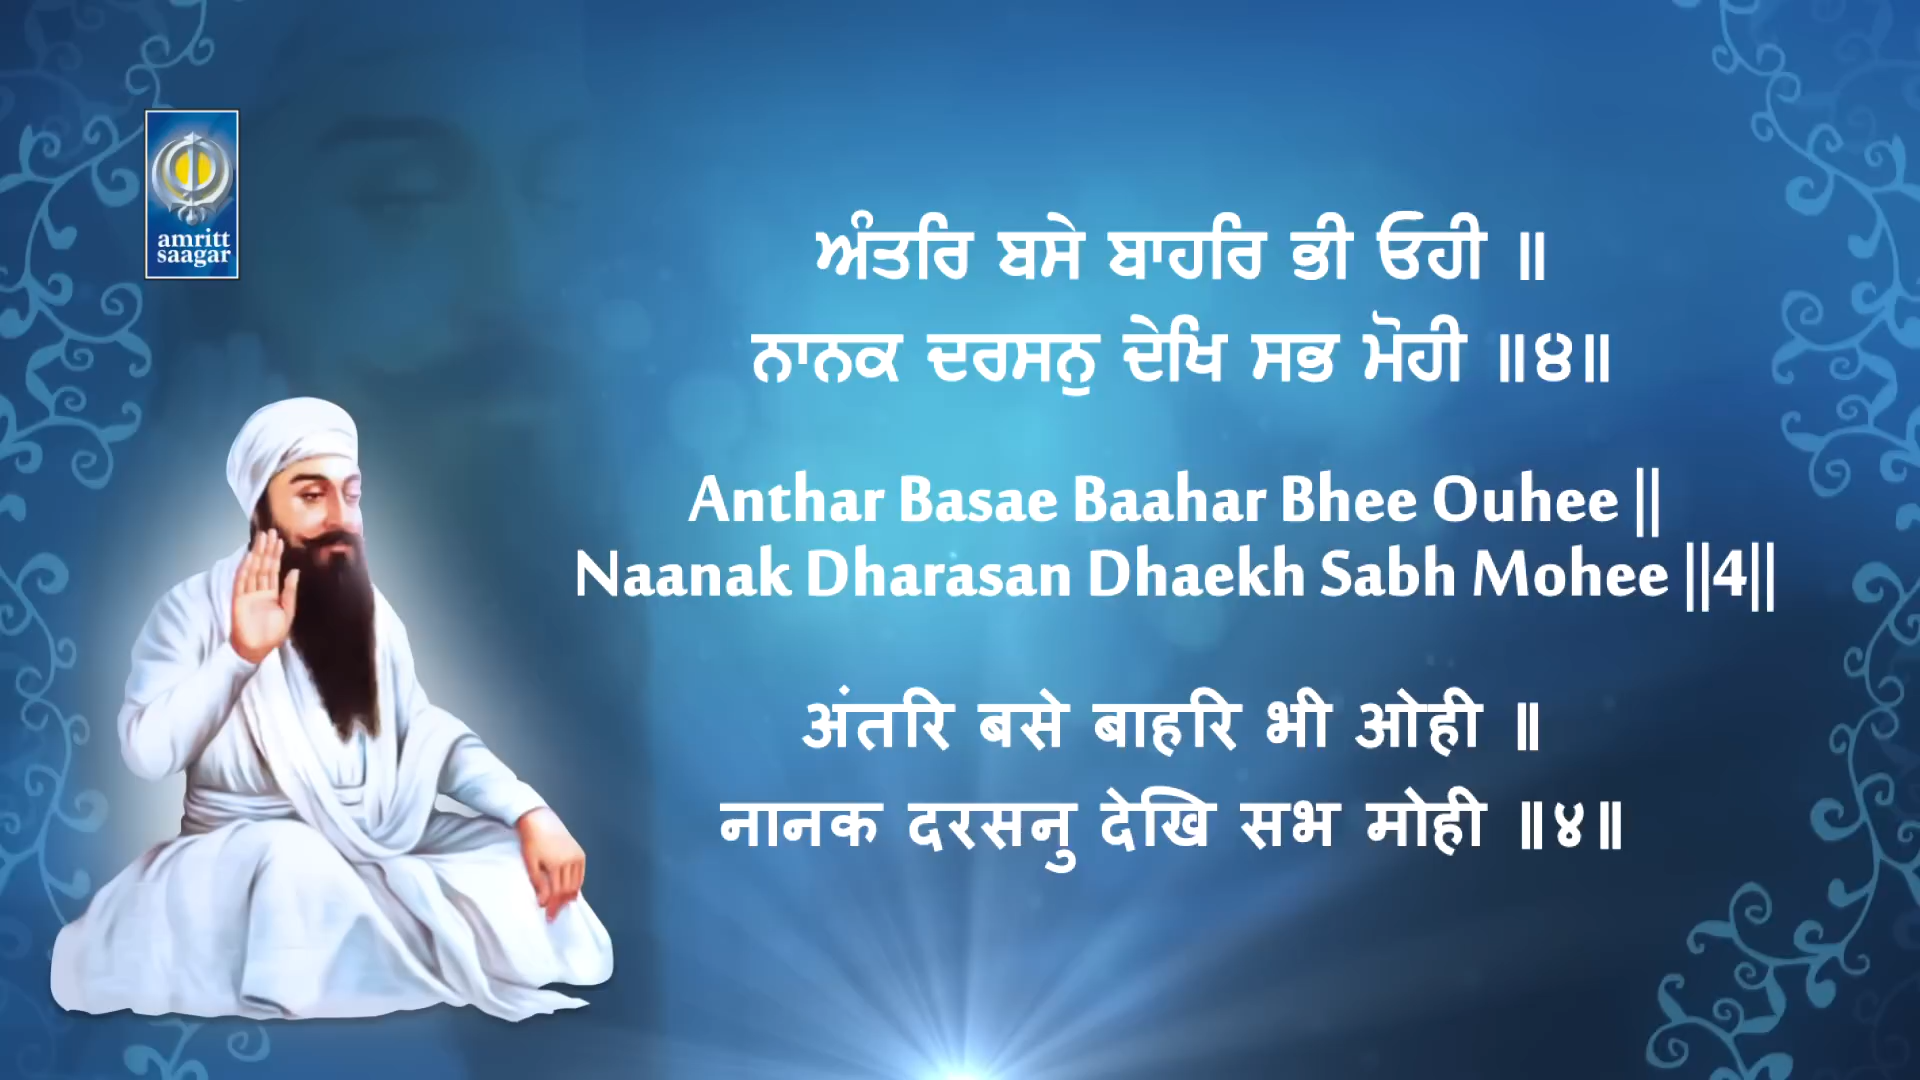 amritt
saagar
ਅੰਤਰਿ ਬਸੇ ਬਾਹਰਿ ਭੀ ਓਹੀ ॥
ਨਾਨਕ ਦਰਸਨੁ ਦੇਖਿ ਸਭ ਮੋਹੀ ॥੪॥
Anthar Basae Baahar Bhee Ouhee ||
Naanak Dharasan Dhaekh Sabh Mohee ||4||
अंतरि बसे बाहरि भी ओही ॥
नानक दरसनु देखि सभ मोही ॥४॥